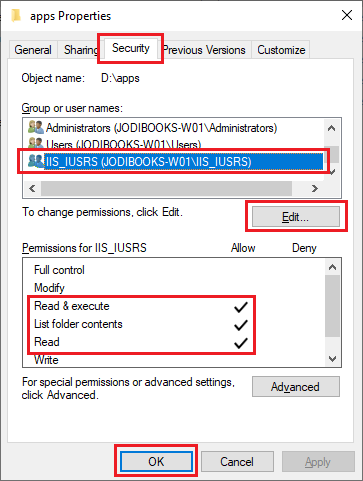 apps Properties
General Sharing Security Previous Versions Customize
Object name: D:\apps
Group or user names:
Administrators (JODIBOOKS-W01\Administrators)
Users (JODIBOOKS-W01\Users)
IIS_IUSRS (JODIBOOKS-W01\IIS_IUSRS)
To change permissions, click Edit.
Edit...
Permissions for IIS_IUSRS Allow Deny
Full control
Modify
Read & execute
List folder contents
Read
Write
For special permissions or advanced settings,
click Advanced.
Advanced
OK Cancel Apply